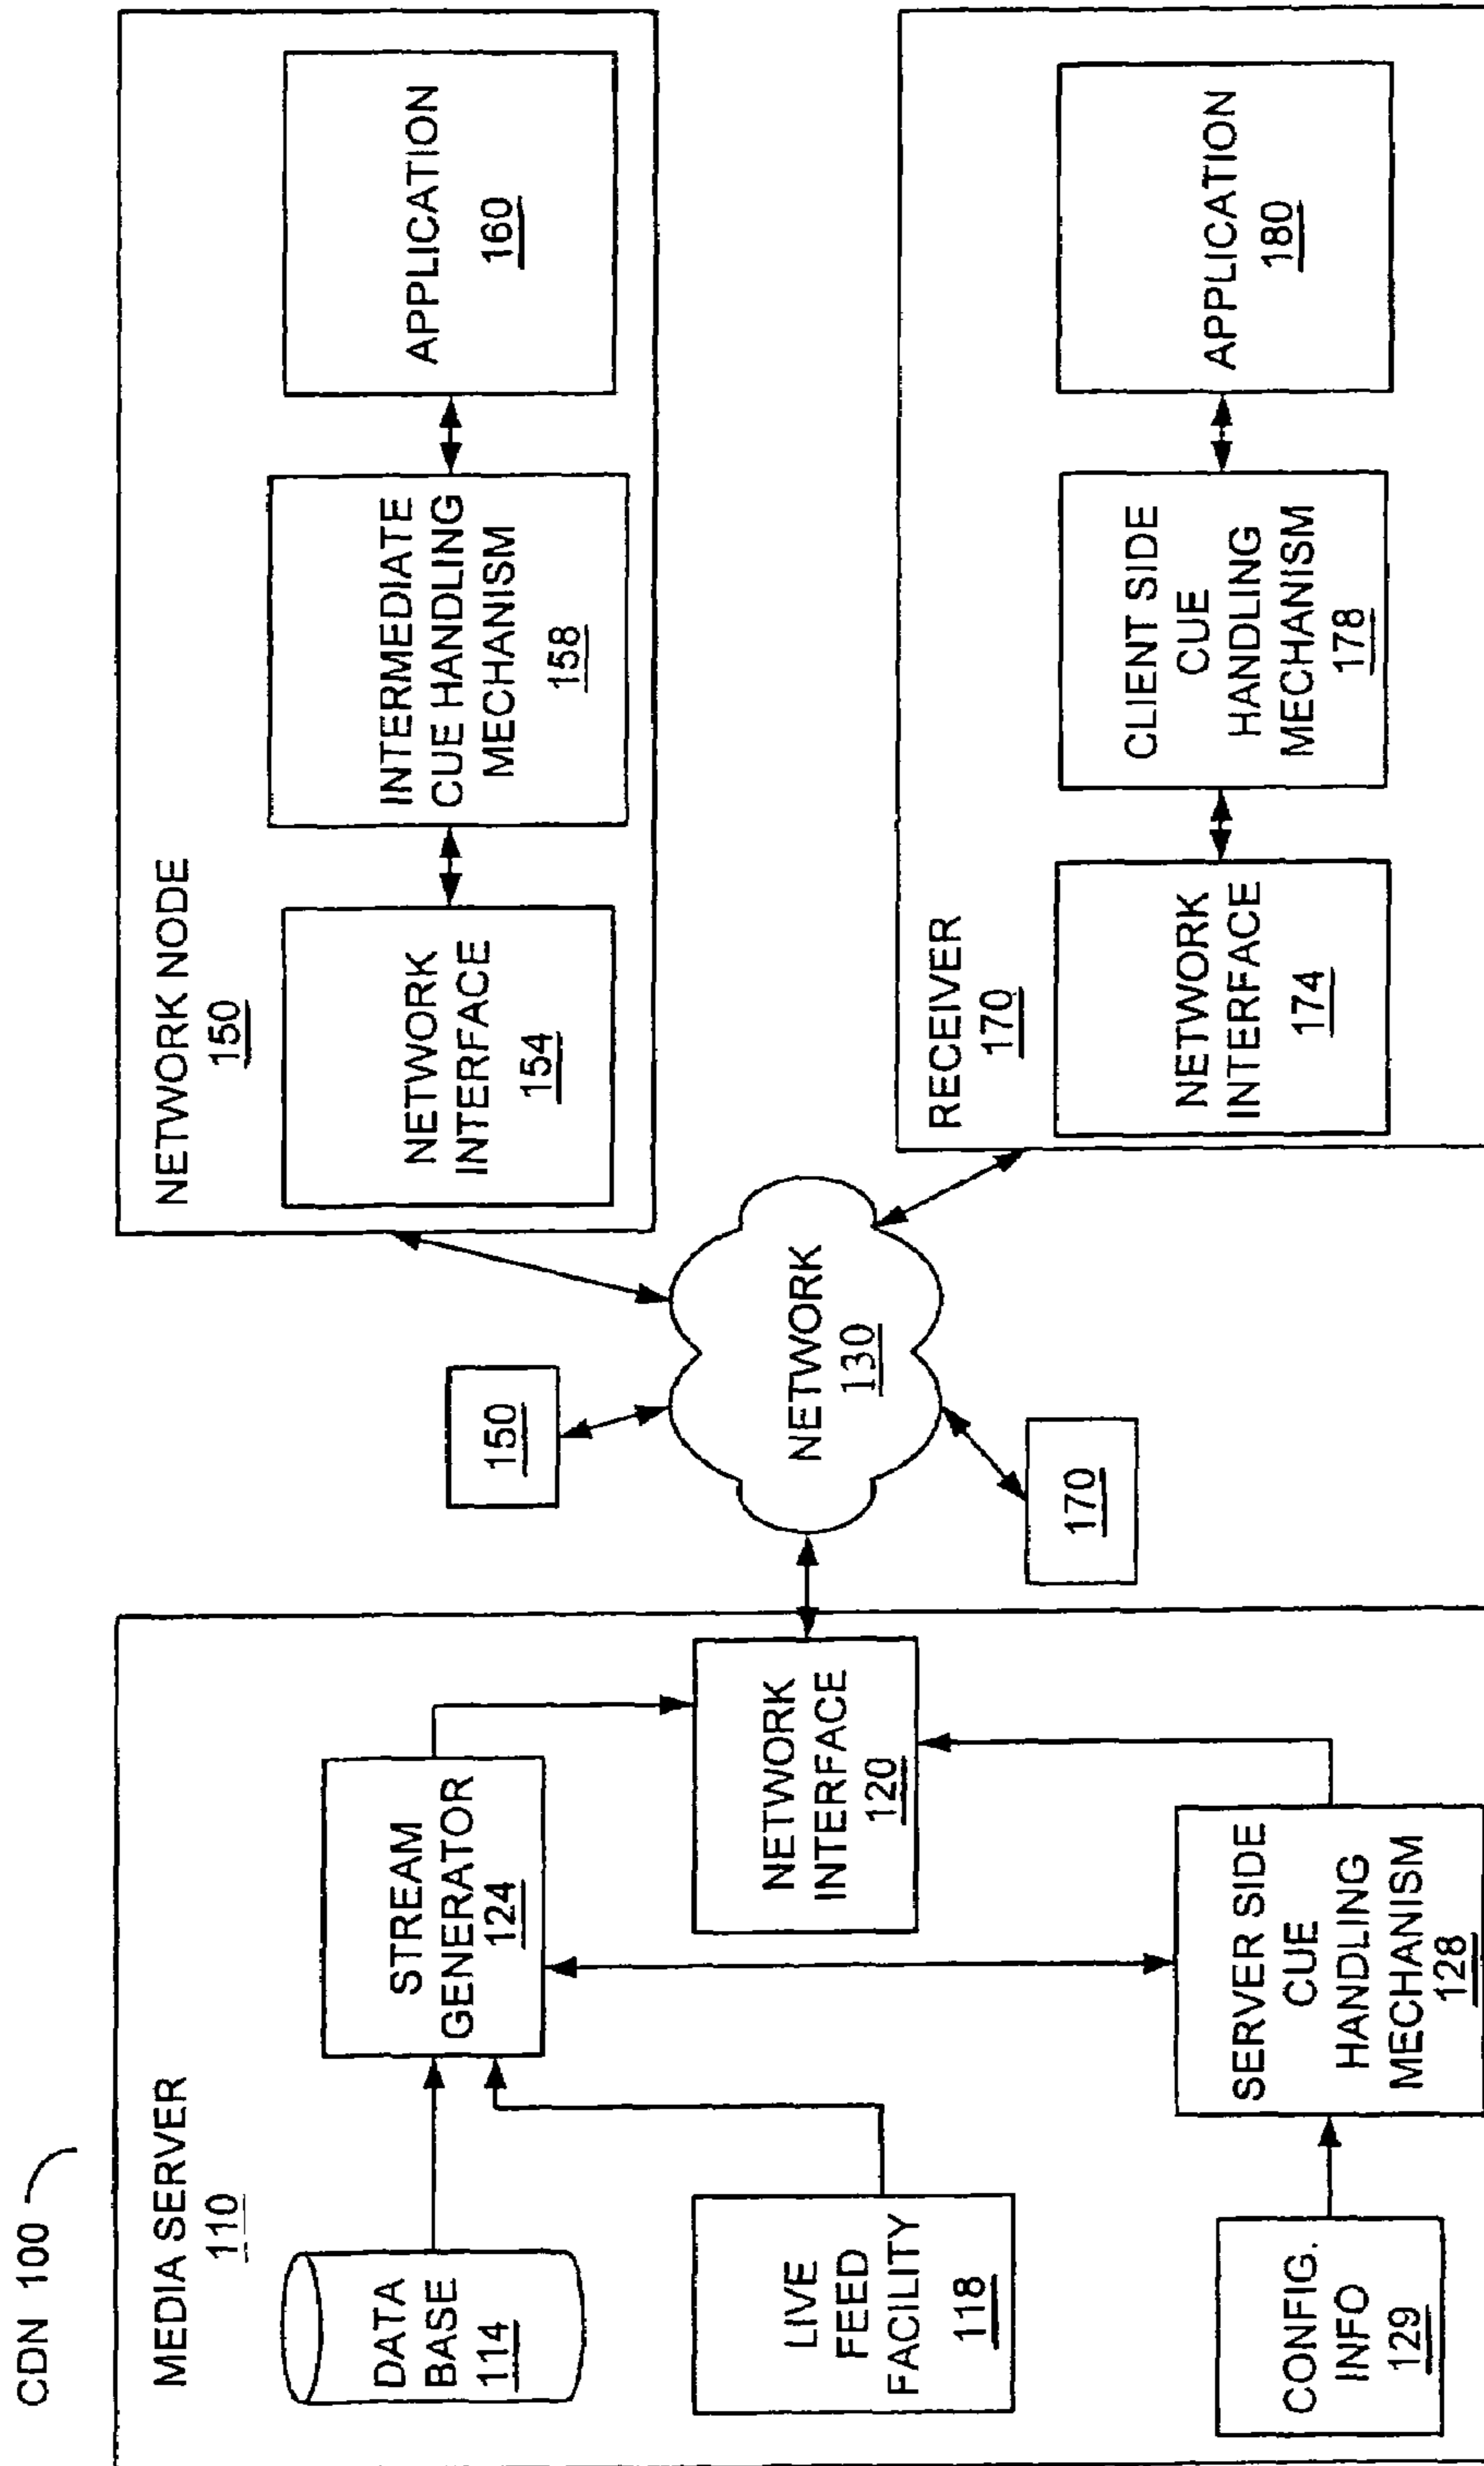 CDN 100
MEDIA SERVER
110
DATA
BASE
114
LIVE
FEED
FACILITY
118
CONFIG.
INFO
129
STREAM
GENERATOR
124
SERVER SIDE
CUE
HANDLING
MECHANISM
128
NETWORK
INTERFACE
120
NETWORK
130
150
170
NETWORK NODE
150
NETWORK
INTERFACE
154
INTERMEDIATE
CUE HANDLING
MECHANISM
158
APPLICATION
160
RECEIVER
170
NETWORK
INTERFACE
174
CLIENT SIDE
CUE
HANDLING
MECHANISM
178
APPLICATION
180